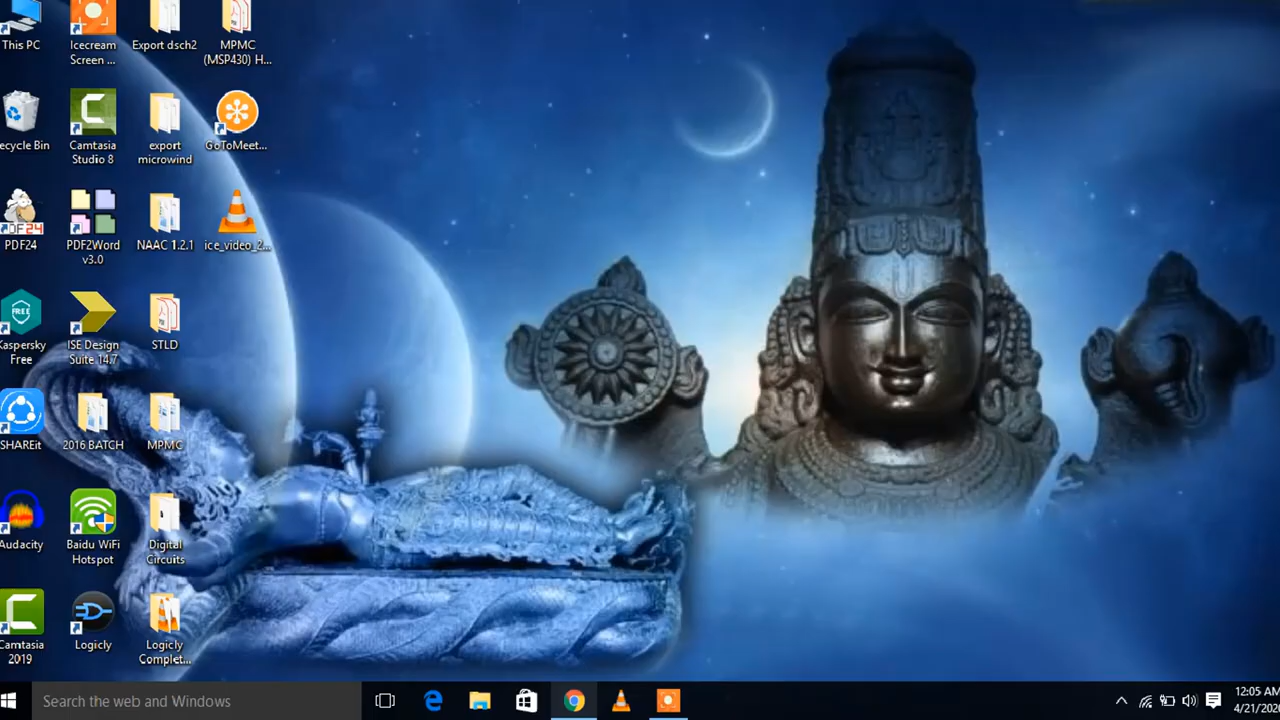 This PC
Icecream
Screen ...
Export dsch2
MPMC
(MSP430) H...
ecycle Bin
Camtasia
Studio 8
export
microwind
GoToMeet...
PDF24
PDF2Word
v3.0
NAAC 1.2.1
ice_video_2...
FREE
Kaspersky
Free
ISE Design
Suite 14.7
STLD
SHAREit
2016 BATCH
MPMC
Audacity
Baidu WiFi
Hotspot
Digital
Circuits
Camtasia
2019
Logicly
Logicly
Complet...
Search the web and Windows
12:05 AM
4/21/202